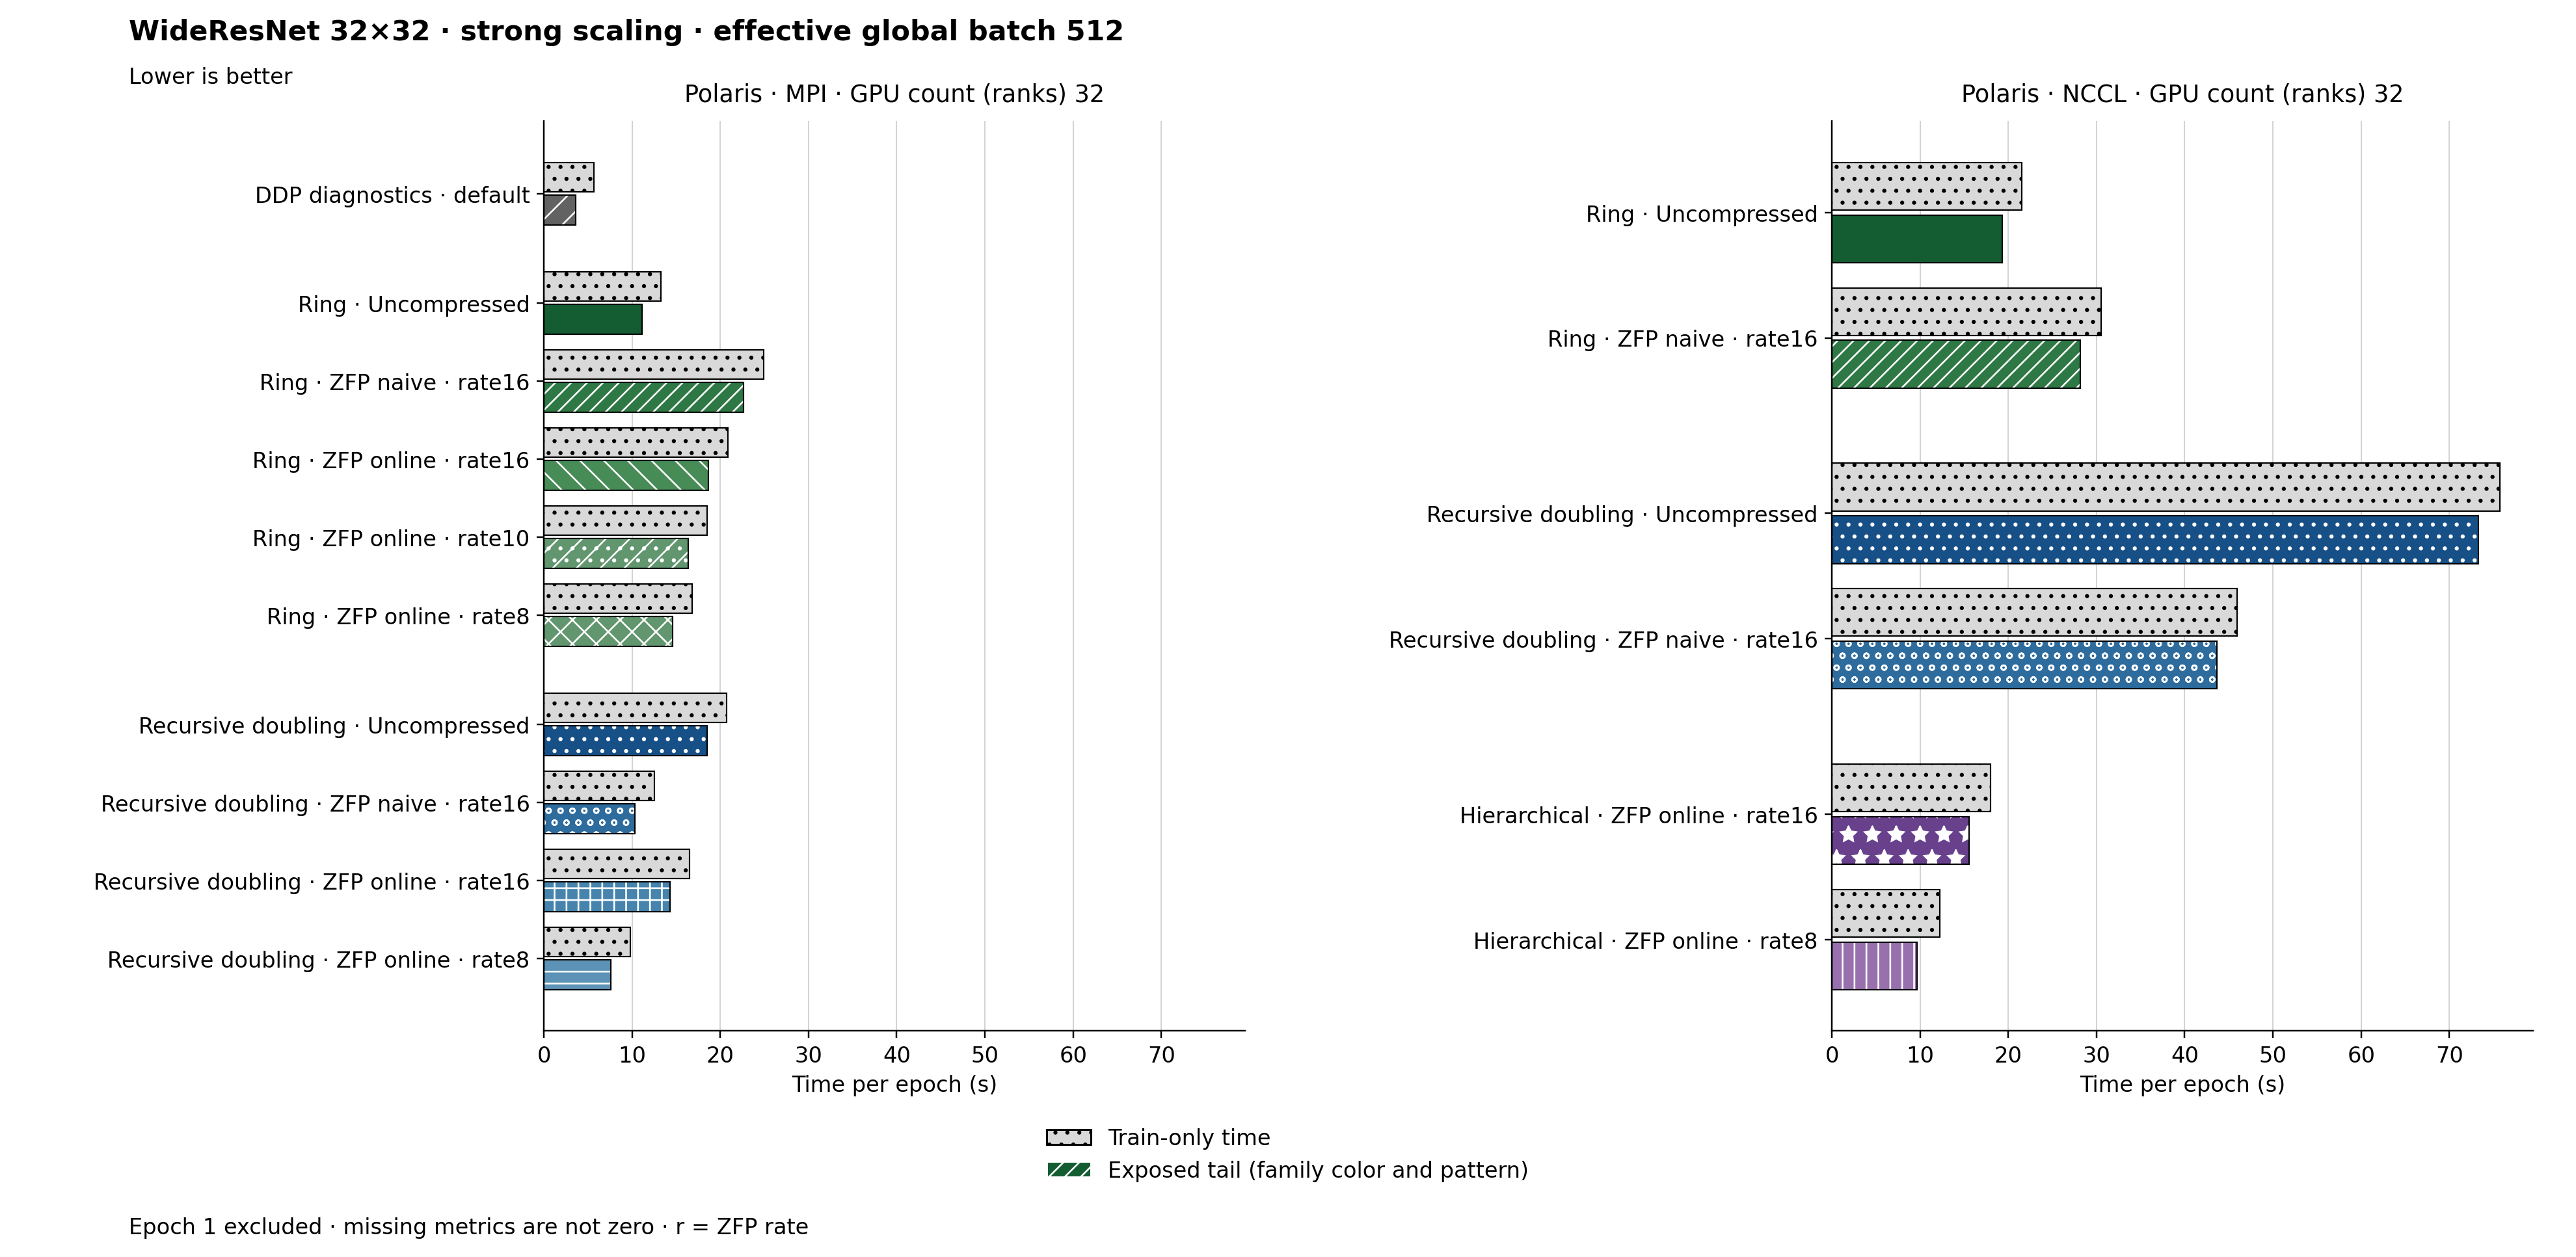 WideResNet 32×32 · strong scaling · effective global batch 512
Lower is better
Polaris · MPI · GPU count (ranks) 32
DDP diagnostics · default
Ring · Uncompressed
Ring · ZFP naive · rate16
Ring · ZFP online · rate16
Ring · ZFP online · rate10
Ring · ZFP online · rate8
Recursive doubling · Uncompressed
Recursive doubling · ZFP naive · rate16
Recursive doubling · ZFP online · rate16
Recursive doubling · ZFP online · rate8
0 10 20 30 40 50 60 70
Time per epoch (s)
Polaris · NCCL · GPU count (ranks) 32
Ring · Uncompressed
Ring · ZFP naive · rate16
Recursive doubling · Uncompressed
Recursive doubling · ZFP naive · rate16
Hierarchical · ZFP online · rate16
Hierarchical · ZFP online · rate8
0 10 20 30 40 50 60 70
Time per epoch (s)
Train-only time
Exposed tail (family color and pattern)
Epoch 1 excluded · missing metrics are not zero · r = ZFP rate